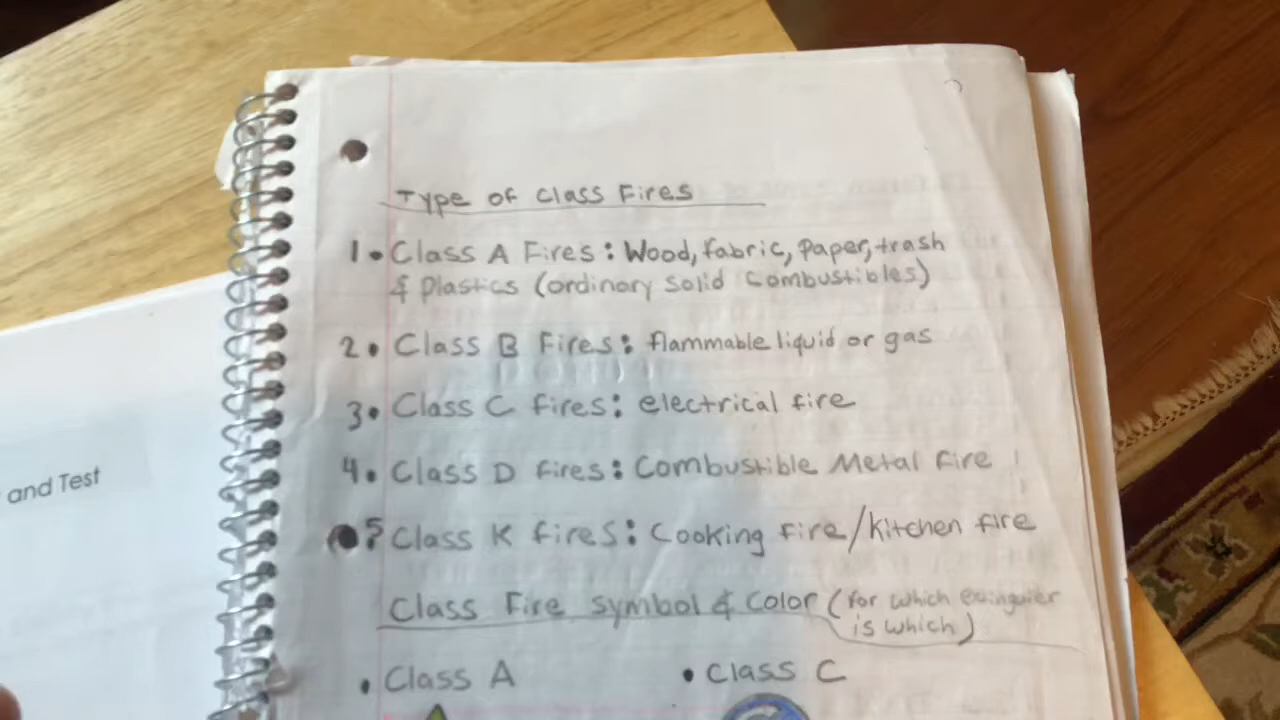 Type of Class Fires
1. Class A Fires: Wood, fabric, Paper, trash
& Plastics (ordinary Solid Combustibles)
2. Class B Fires: flammable liquid or gas
3. Class C fires: electrical fire
4. Class D fires: Combustible Metal fire
5 Class K fires: Cooking fire/kitchen fire
Class Fire symbol & Color (for which
is which)
• Class A • Class C
and Test